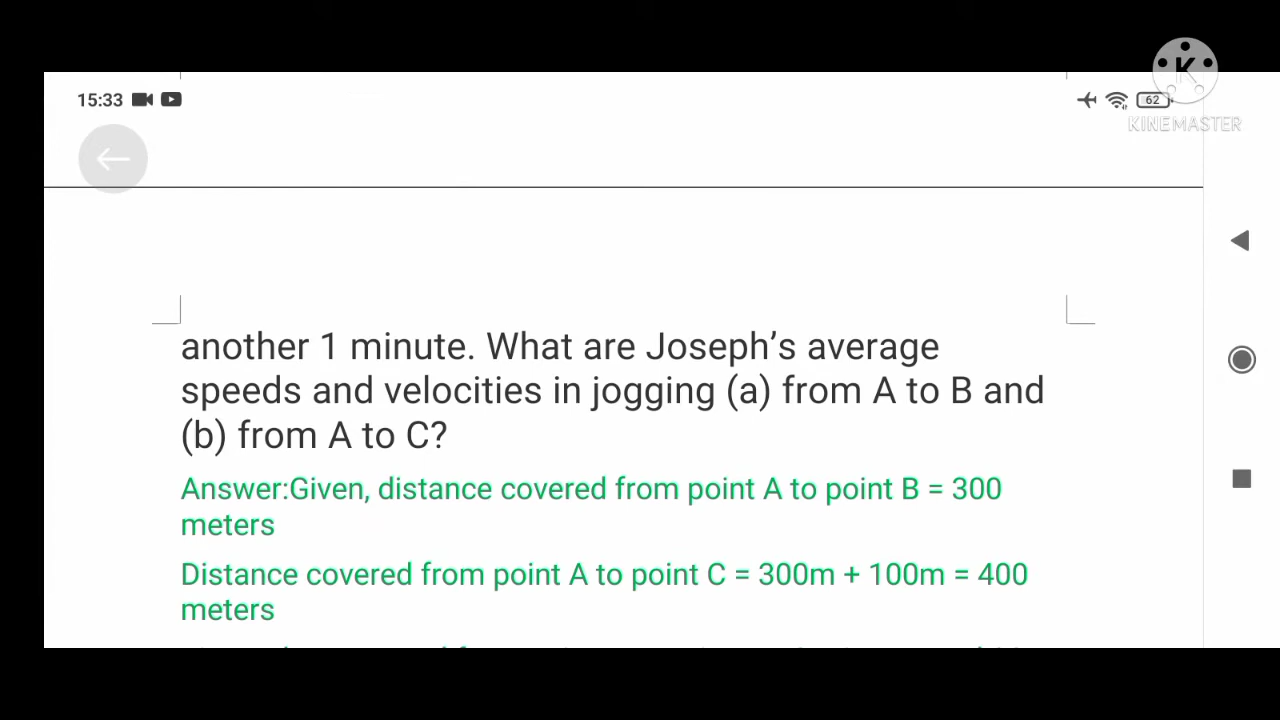 15:33
62
KINEMASTER
another 1 minute. What are Joseph’s average
speeds and velocities in jogging (a) from A to B and
(b) from A to C?
Answer:Given, distance covered from point A to point B = 300
meters
Distance covered from point A to point C = 300m + 100m = 400
meters